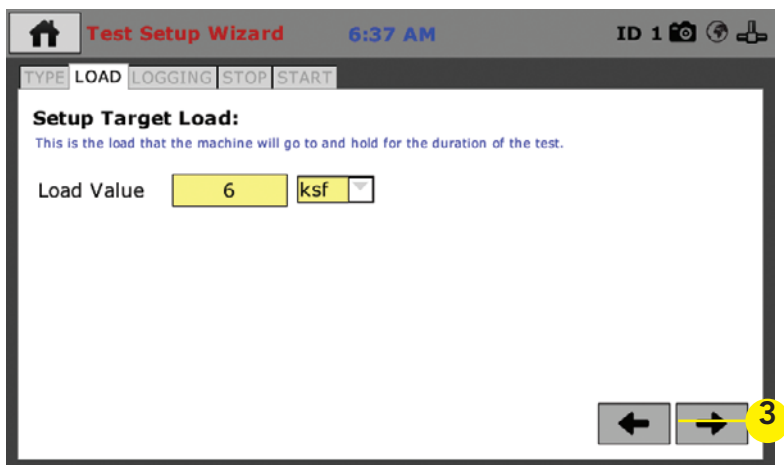 Test Setup Wizard 6:37 AM ID 1
TYPE LOAD LOGGING STOP START
Setup Target Load:
This is the load that the machine will go to and hold for the duration of the test.
Load Value 6 ksf
3